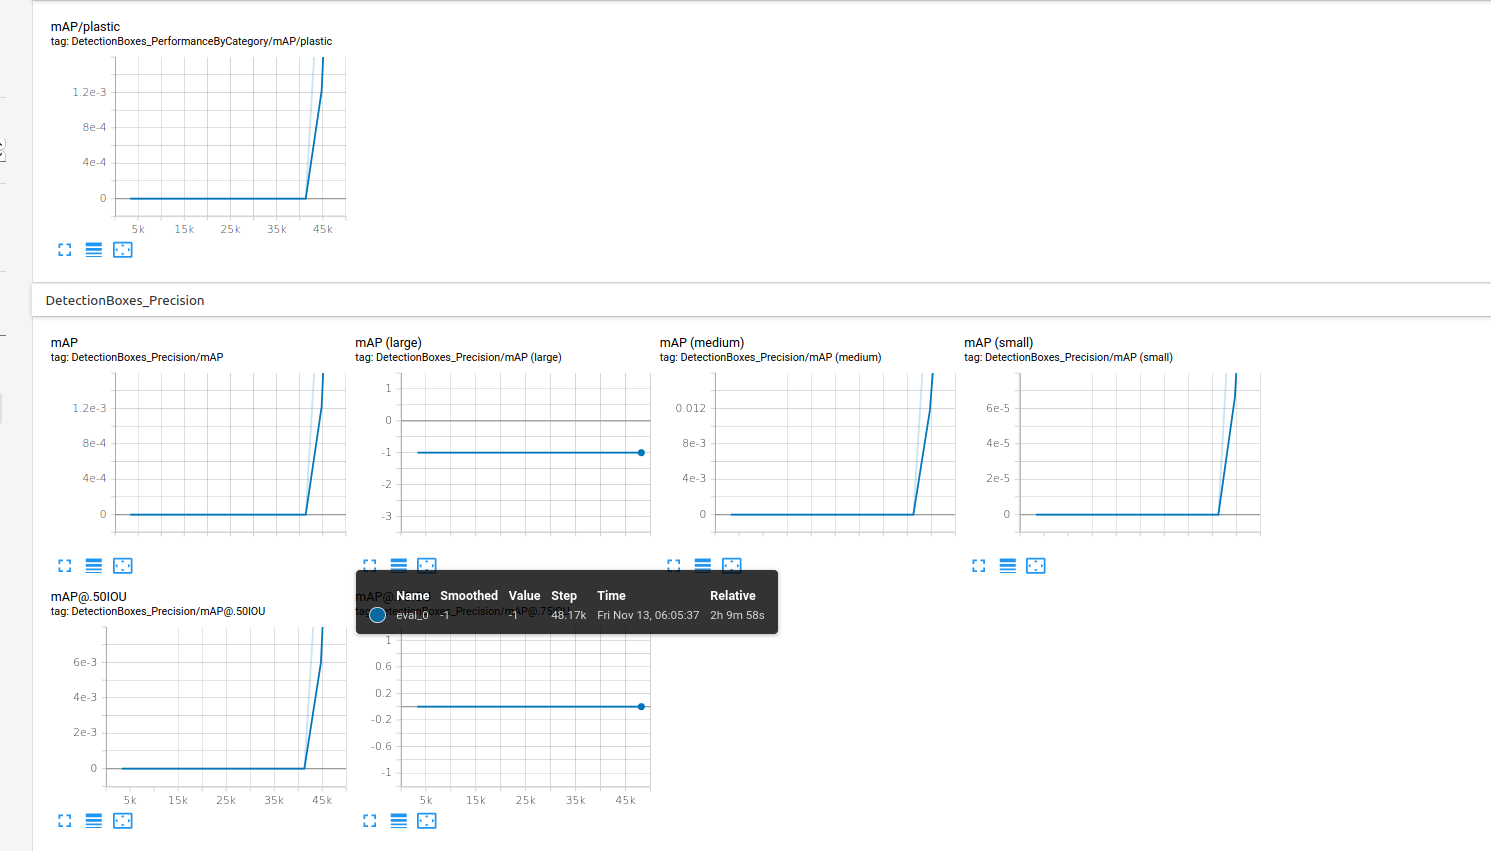 mAP/plastic
tag: DetectionBoxes_PerformanceByCategory/mAP/plastic
1.2e-3
8e-4
4e-4
0
5k 15k 25k 35k 45k
DetectionBoxes_Precision
mAP
tag: DetectionBoxes_Precision/mAP
1.2e-3
8e-4
4e-4
0
mAP (large)
tag: DetectionBoxes_Precision/mAP (large)
1
0
-1
-2
-3
mAP (medium)
tag: DetectionBoxes_Precision/mAP (medium)
0.012
8e-3
4e-3
0
mAP (small)
tag: DetectionBoxes_Precision/mAP (small)
6e-5
4e-5
2e-5
0
mAP@.50IOU
tag: DetectionBoxes_Precision/mAP@.50IOU
6e-3
4e-3
2e-3
0
5k 15k 25k 35k 45k
Name Smoothed Value Step Time Relative
eval_0 -1 -1 48.17k Fri Nov 13, 06:05:37 2h 9m 58s
tag: DetectionBoxes_Precision/mAP@.75IOU
1
0.6
0.2
-0.2
-0.6
-1
5k 15k 25k 35k 45k